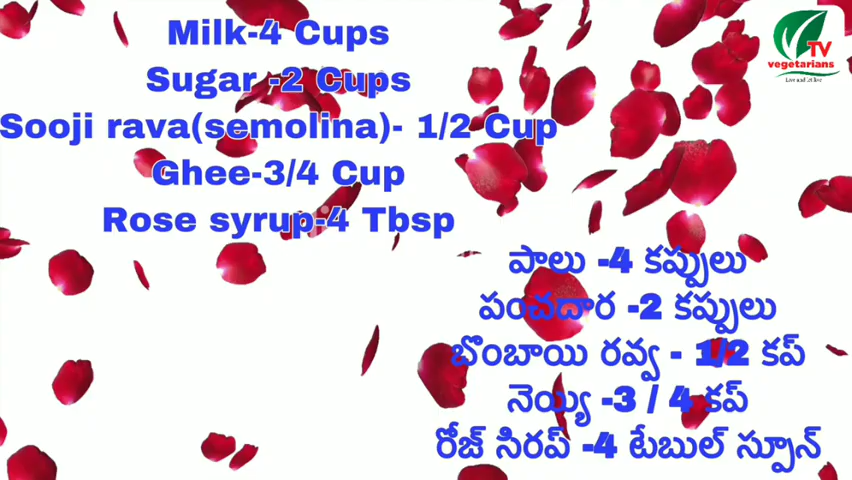 Milk-4 Cups
Sugar -2 Cups
Sooji rava(semolina)- 1/2 Cup
Ghee-3/4 Cup
Rose syrup-4 Tbsp
TV
vegetarians
పాలు -4 కప్పులు
పంచదార -2 కప్పులు
భొంబాయి రవ్వ - 1/2 కప్
నెయ్యి -3 / 4 కప్
రోజ్ సిరప్ -4 టేబుల్ స్పూన్